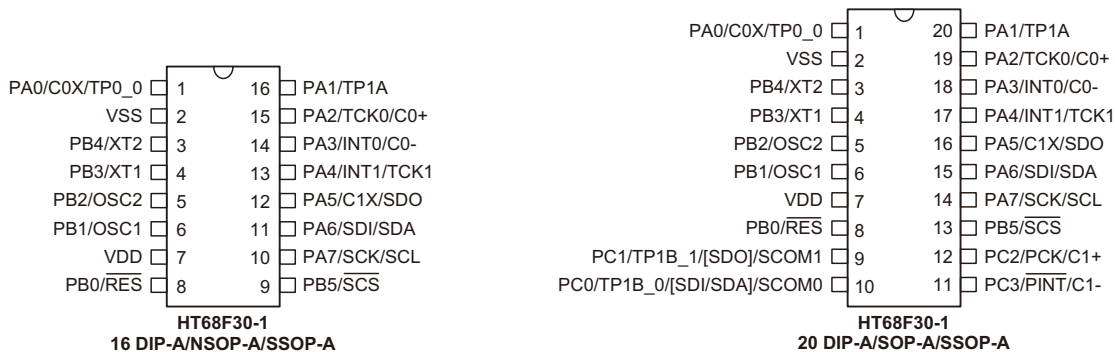 PA0/C0X/TP0_0 1 16 PA1/TP1A
VSS 2 15 PA2/TCK0/C0+
PB4/XT2 3 14 PA3/INT0/C0-
PB3/XT1 4 13 PA4/INT1/TCK1
PB2/OSC2 5 12 PA5/C1X/SDO
PB1/OSC1 6 11 PA6/SDI/SDA
VDD 7 10 PA7/SCK/SCL
PB0/RES 8 9 PB5/SCS
HT68F30-1
16 DIP-A/NSOP-A/SSOP-A
PA0/C0X/TP0_0 1 20 PA1/TP1A
VSS 2 19 PA2/TCK0/C0+
PB4/XT2 3 18 PA3/INT0/C0-
PB3/XT1 4 17 PA4/INT1/TCK1
PB2/OSC2 5 16 PA5/C1X/SDO
PB1/OSC1 6 15 PA6/SDI/SDA
VDD 7 14 PA7/SCK/SCL
PB0/RES 8 13 PB5/SCS
PC1/TP1B_1/[SDO]/SCOM1 9 12 PC2/PCK/C1+
PC0/TP1B_0/[SDI/SDA]/SCOM0 10 11 PC3/PINT/C1-
HT68F30-1
20 DIP-A/SOP-A/SSOP-A